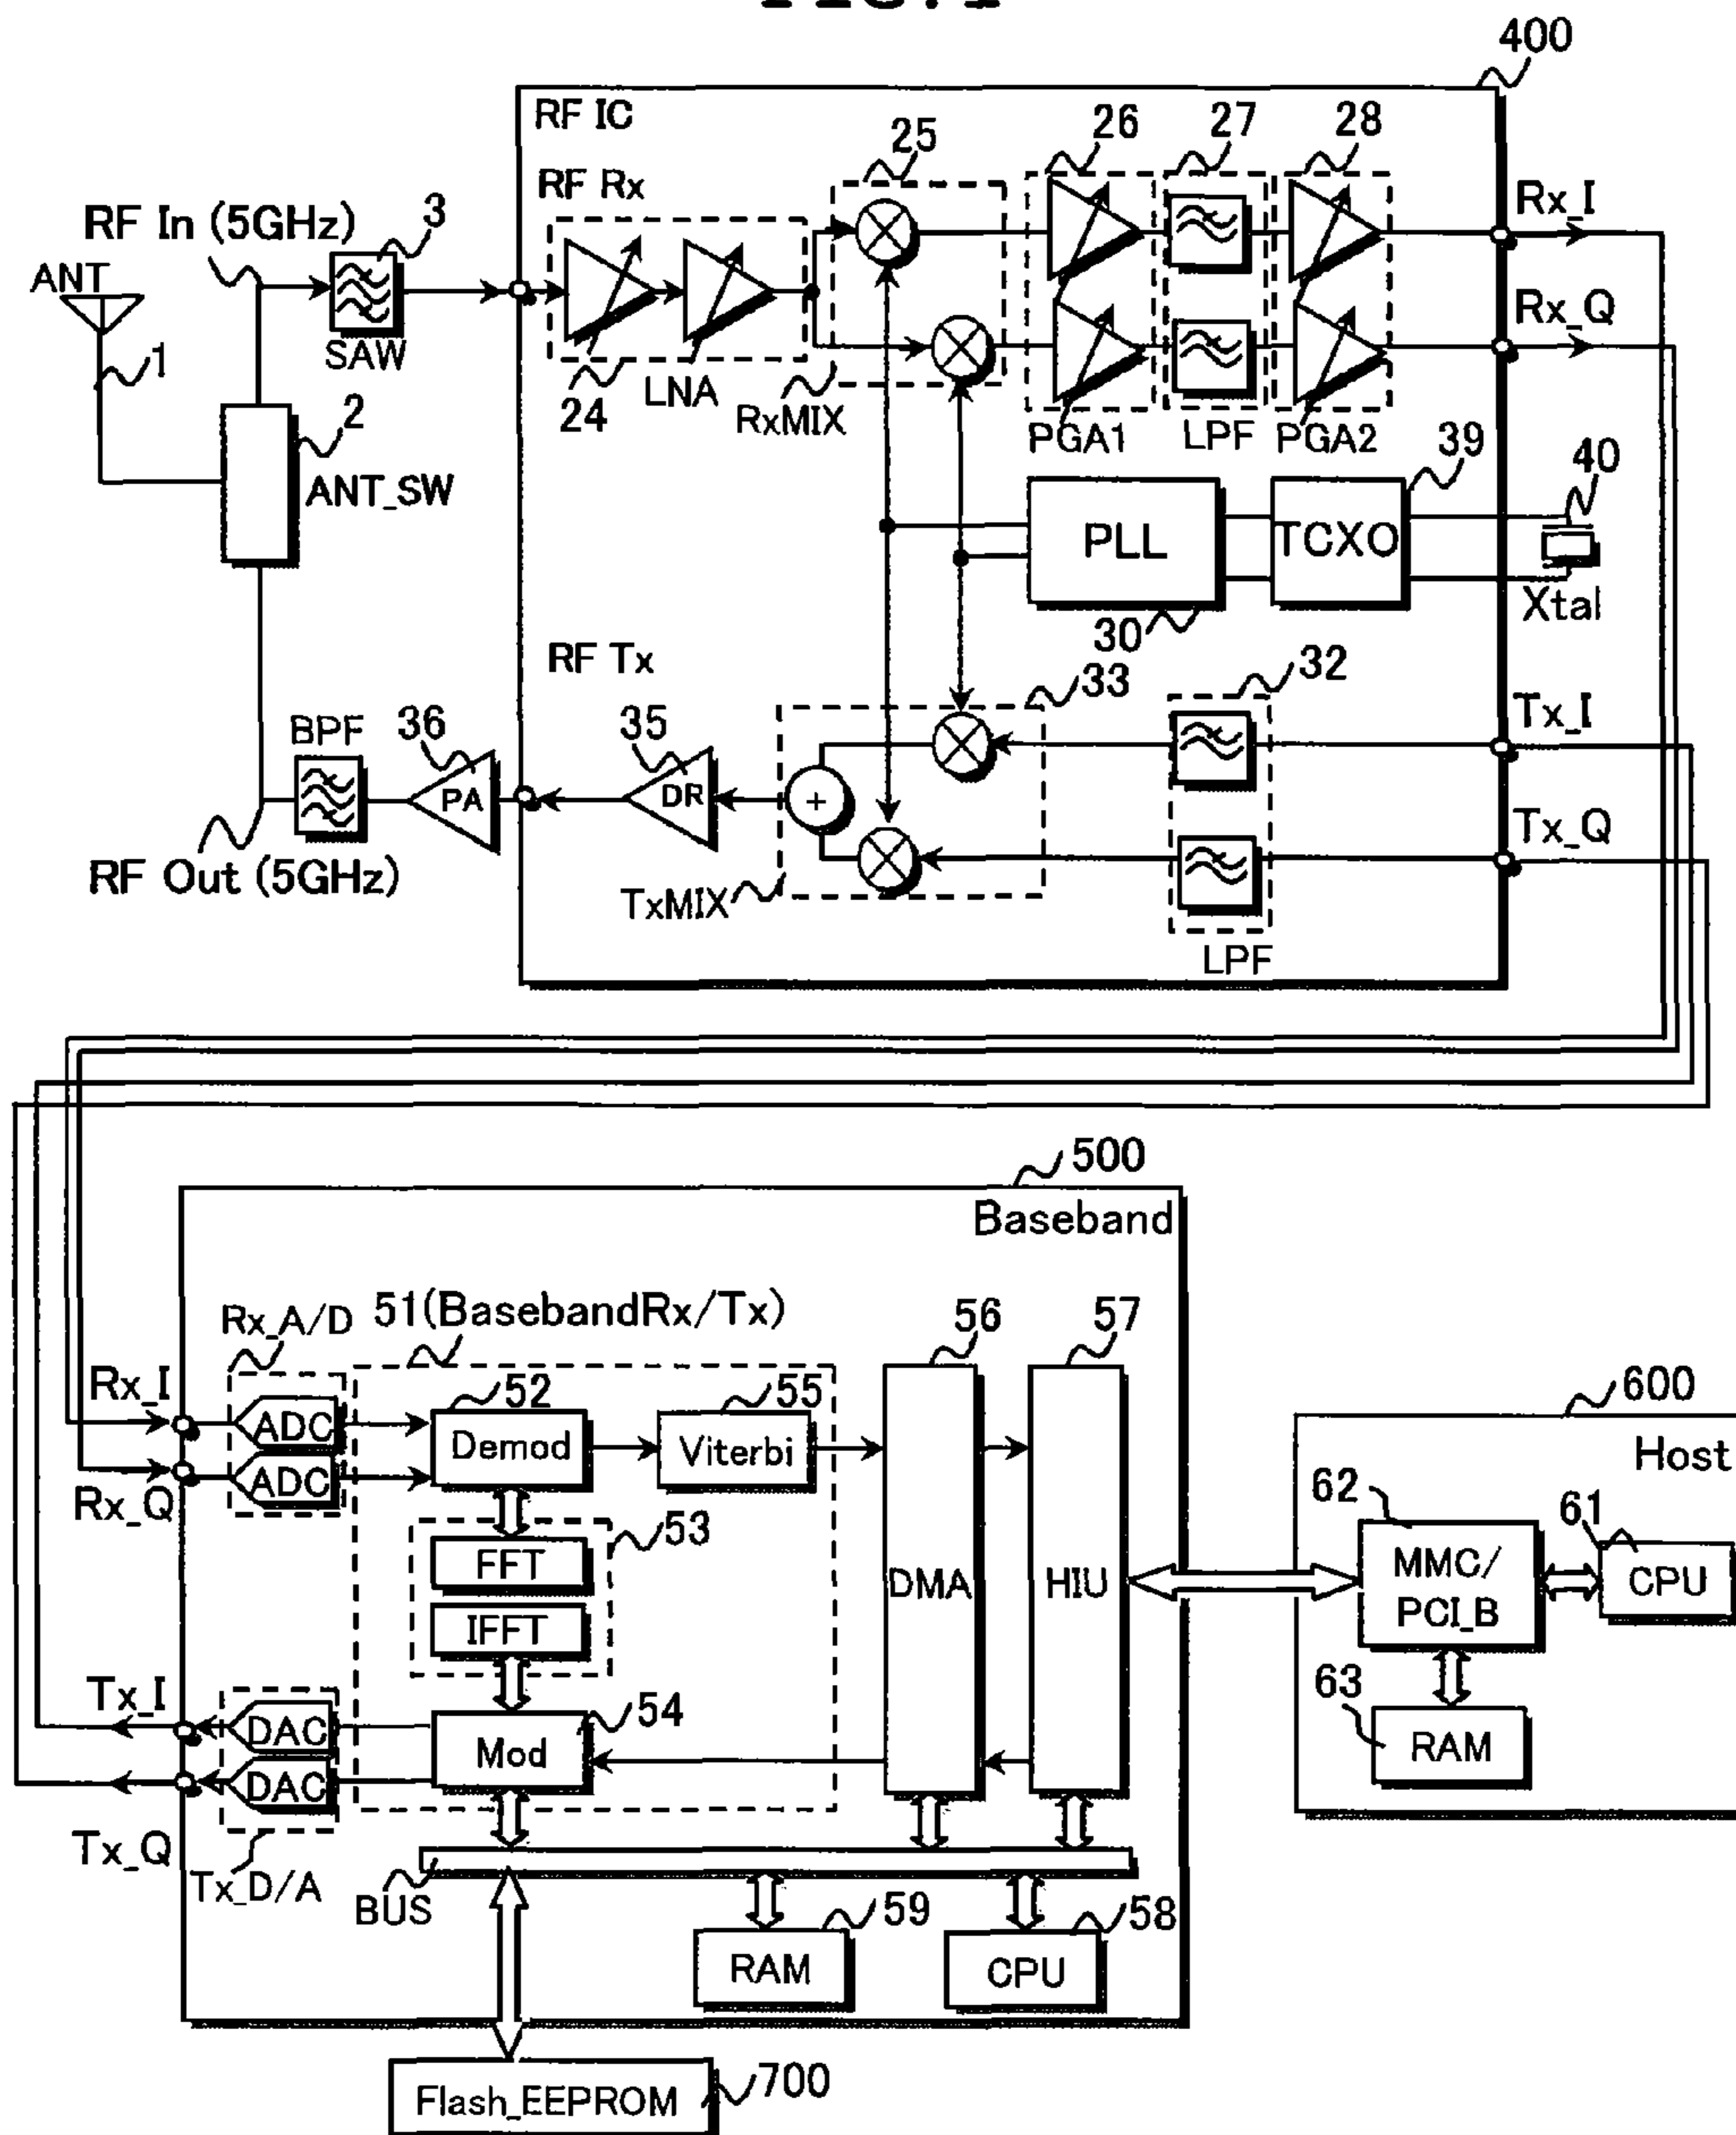 400
RF IC
25
26
27
28
RF Rx
Rx_I
RF In (5GHz)
3
ANT
SAW
Rx_Q
1
24
LNA
RxMIX
PGA1
LPF
PGA2
39
2
ANT_SW
40
PLL
TCXO
Xtal
30
RF Tx
33
32
BPF
36
35
Tx_I
PA
DR
+
Tx_Q
RF Out (5GHz)
TxMIX
LPF
500
Baseband
51(BasebandRx/Tx)
56
57
Rx_A/D
Rx_I
52
55
600
ADC
Demod
Viterbi
Host
ADC
Rx_Q
62
61
53
FFT
DMA
HIU
MMC/
PCI_B
CPU
IFFT
63
Tx_I
54
DAC
Mod
RAM
DAC
Tx_Q
Tx_D/A
BUS
59
58
RAM
CPU
Flash_EEPROM
700